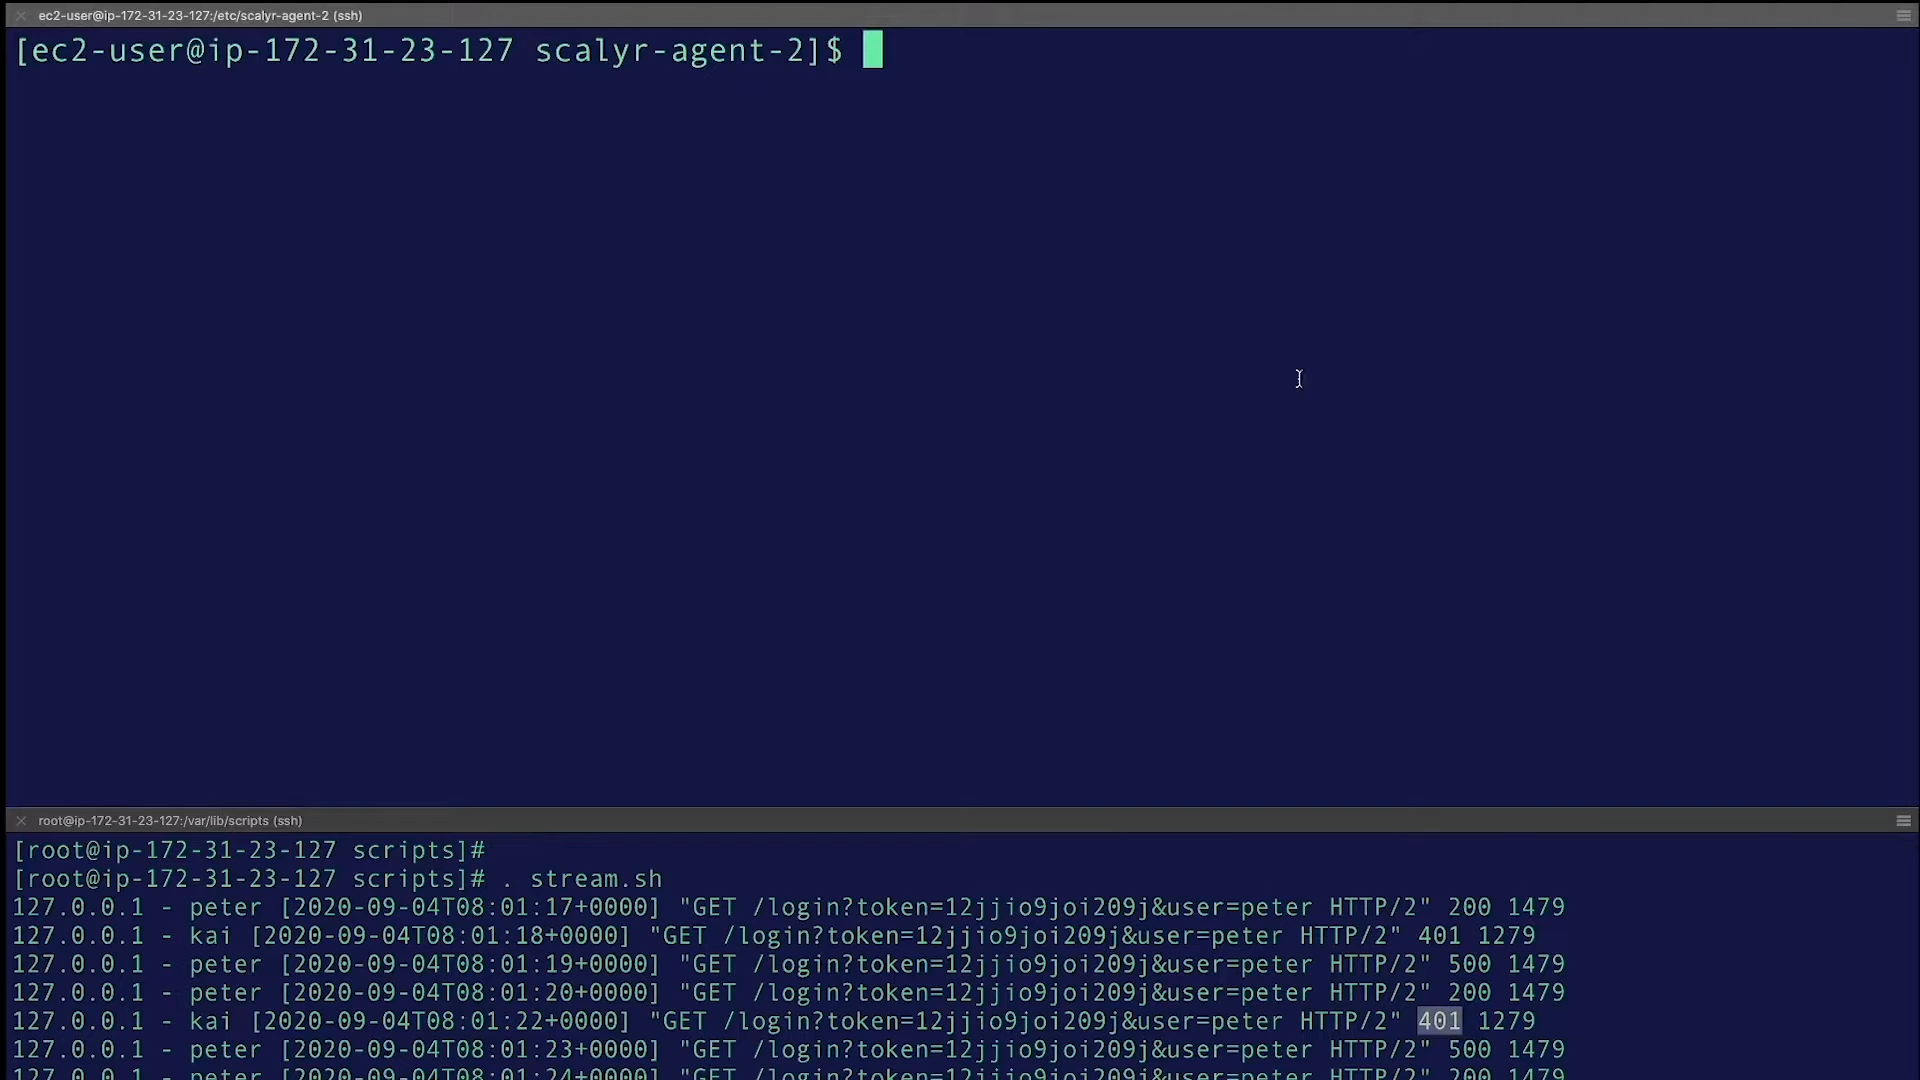 ec2-user@ip-172-31-23-127:/etc/scalyr-agent-2 (ssh)
[ec2-user@ip-172-31-23-127 scalyr-agent-2]$
root@ip-172-31-23-127:/var/lib/scripts (ssh)
[root@ip-172-31-23-127 scripts]#
[root@ip-172-31-23-127 scripts]# . stream.sh
127.0.0.1 - peter [2020-09-04T08:01:17+0000] "GET /login?token=12jjio9joi209j&user=peter HTTP/2" 200 1479
127.0.0.1 - kai [2020-09-04T08:01:18+0000] "GET /login?token=12jjio9joi209j&user=peter HTTP/2" 401 1279
127.0.0.1 - peter [2020-09-04T08:01:19+0000] "GET /login?token=12jjio9joi209j&user=peter HTTP/2" 500 1479
127.0.0.1 - peter [2020-09-04T08:01:20+0000] "GET /login?token=12jjio9joi209j&user=peter HTTP/2" 200 1479
127.0.0.1 - kai [2020-09-04T08:01:22+0000] "GET /login?token=12jjio9joi209j&user=peter HTTP/2" 401 1279
127.0.0.1 - peter [2020-09-04T08:01:23+0000] "GET /login?token=12jjio9joi209j&user=peter HTTP/2" 500 1479
127.0.0.1 - peter [2020-09-04T08:01:24+0000] "GET /login?token=12jjio9joi209j&user=peter HTTP/2" 200 1479